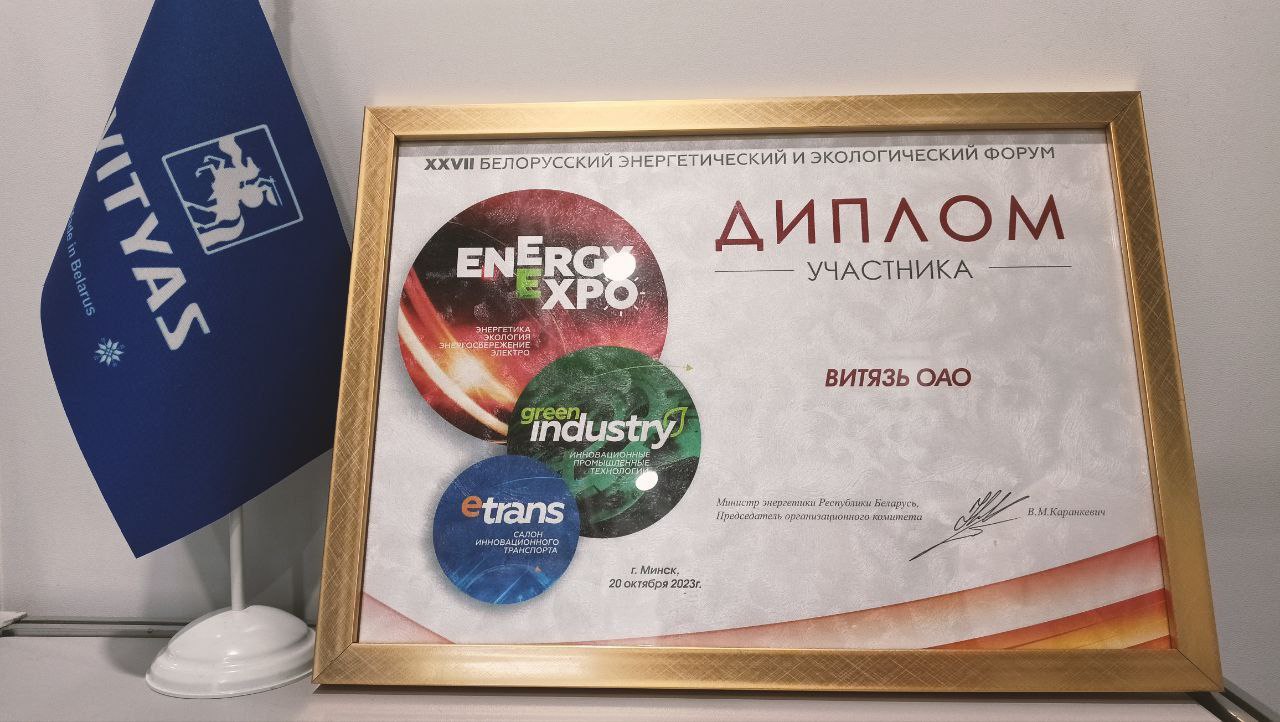 VITYAZ
Made in Belarus
XXVII БЕЛОРУССКИЙ ЭНЕРГЕТИЧЕСКИЙ И ЭКОЛОГИЧЕСКИЙ ФОРУМ
ДИПЛОМ
УЧАСТНИКА
ENERGY
EXPO
ЭНЕРГЕТИКА
ЭКОЛОГИЯ
ЭНЕРГОСБЕРЕЖЕНИЕ
ЭЛЕКТРО
ВИТЯЗЬ ОАО
green
industry
ИННОВАЦИОННЫЕ
ПРОМЫШЛЕННЫЕ
ТЕХНОЛОГИИ
etrans
САЛОН
ИННОВАЦИОННОГО
ТРАНСПОРТА
Министр энергетики Республики Беларусь,
Председатель организационного комитета
В.М.Каранкевич
г. Минск,
20 октября 2023г.